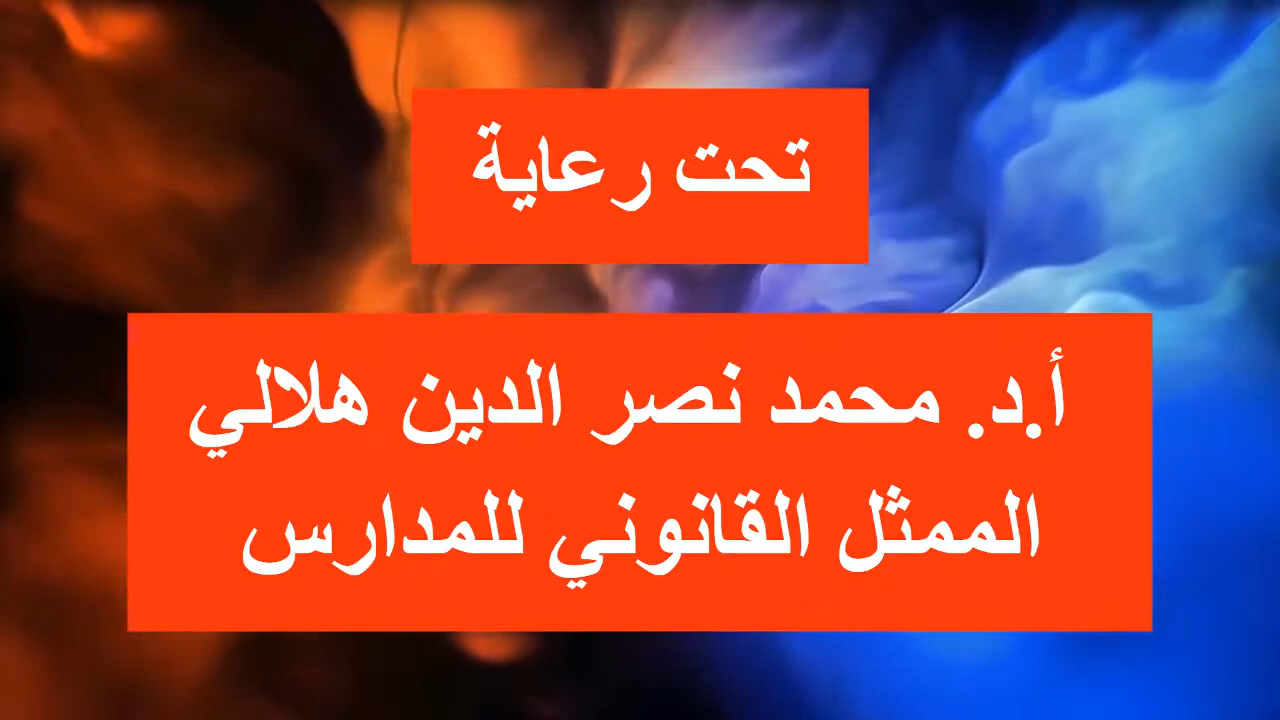 تحت رعاية
أ.د. محمد نصر الدين هلالي
الممثل القانوني للمدارس